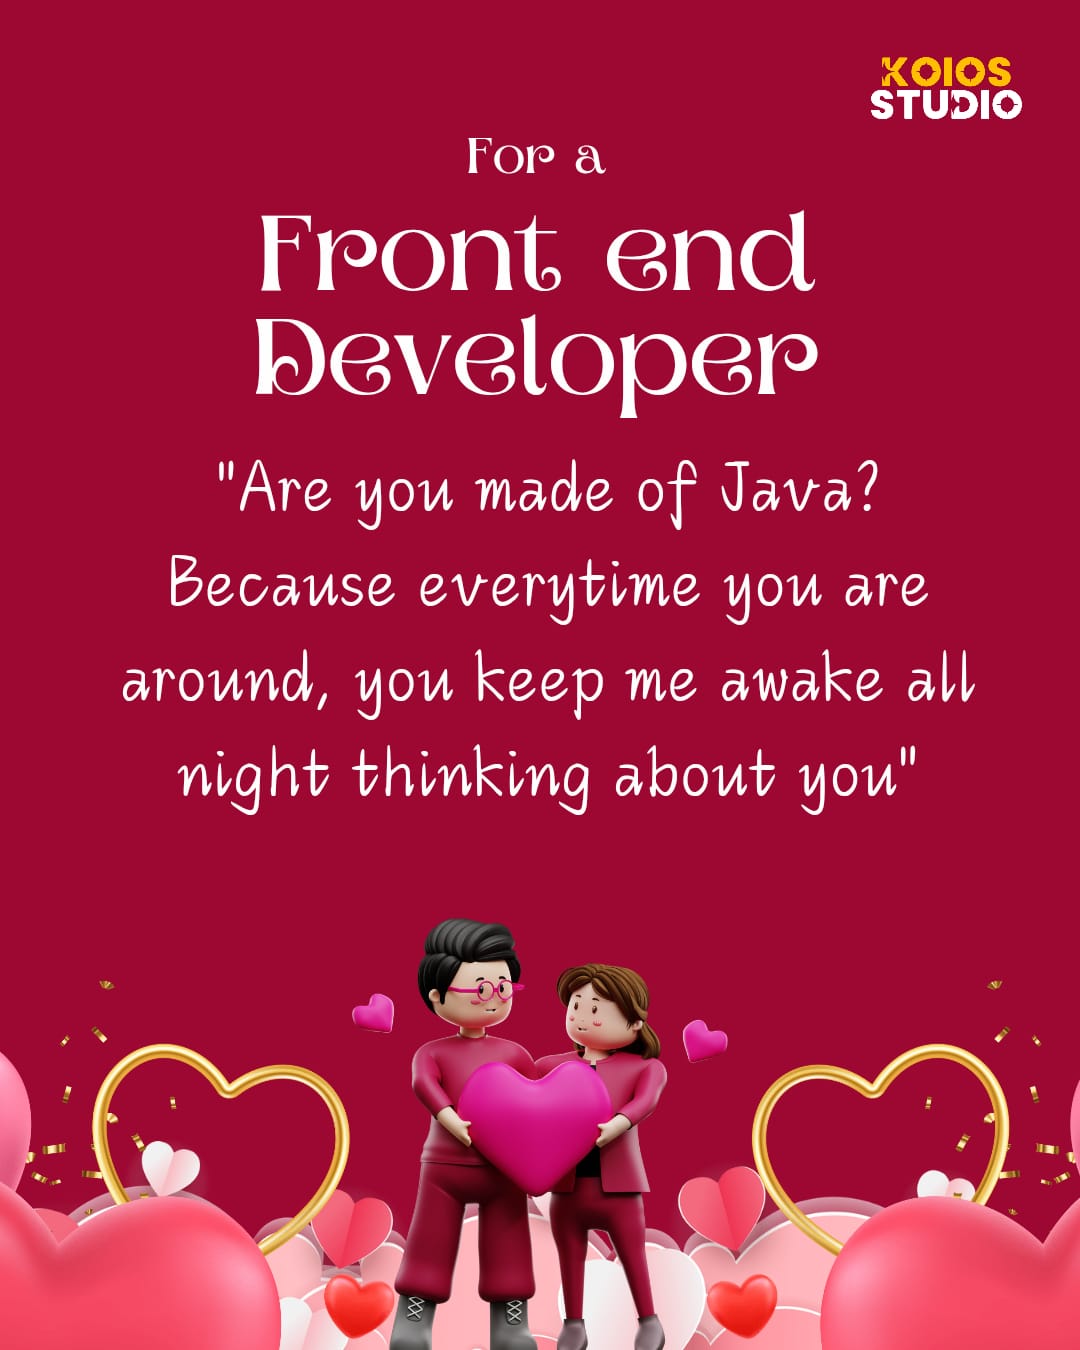 KOIOS
STUDIO
For a
Front end
Developer
"Are you made of Java?
Because everytime you are
around, you keep me awake all
night thinking about you"